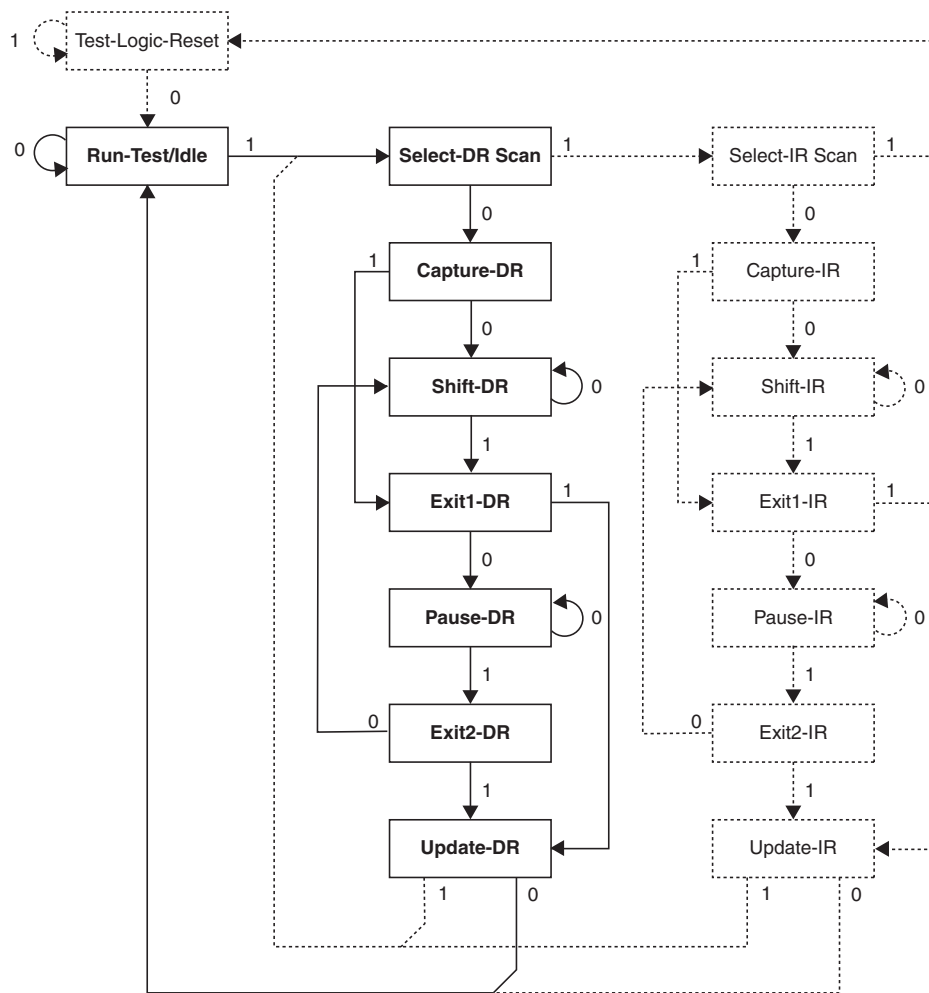 1 Test-Logic-Reset
0
0 Run-Test/Idle 1 Select-DR Scan 1 Select-IR Scan 1
0 0
1 Capture-DR 1 Capture-IR
0 0
Shift-DR 0 Shift-IR 0
1 1
Exit1-DR 1 Exit1-IR 1
0 0
Pause-DR 0 Pause-IR 0
1 1
0 Exit2-DR 0 Exit2-IR
1 1
Update-DR Update-IR
1 0 1 0